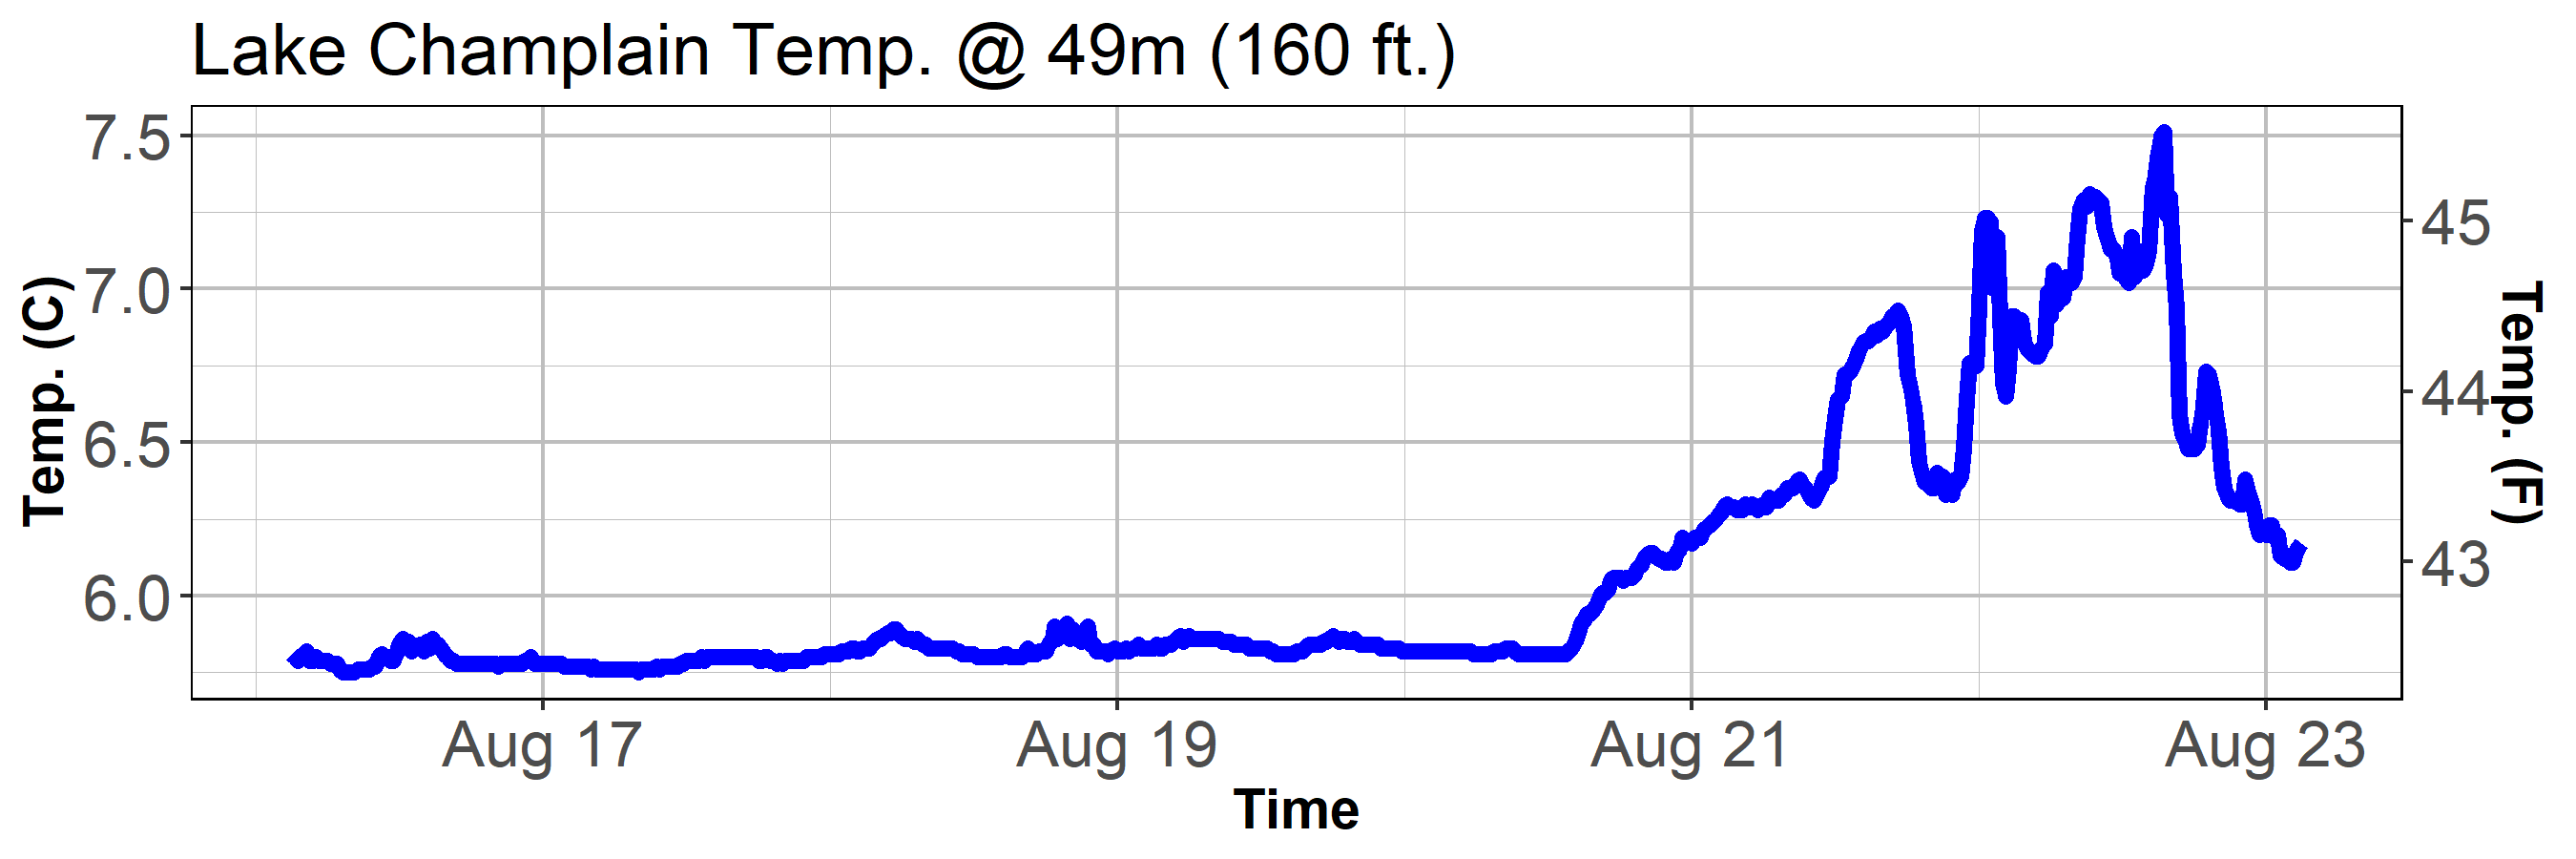 Lake Champlain Temp. @ 49m (160 ft.)
Temp. (C)
7.5
7.0
6.5
6.0
45
44
43
Temp. (F)
Aug 17 Aug 19 Aug 21 Aug 23
Time